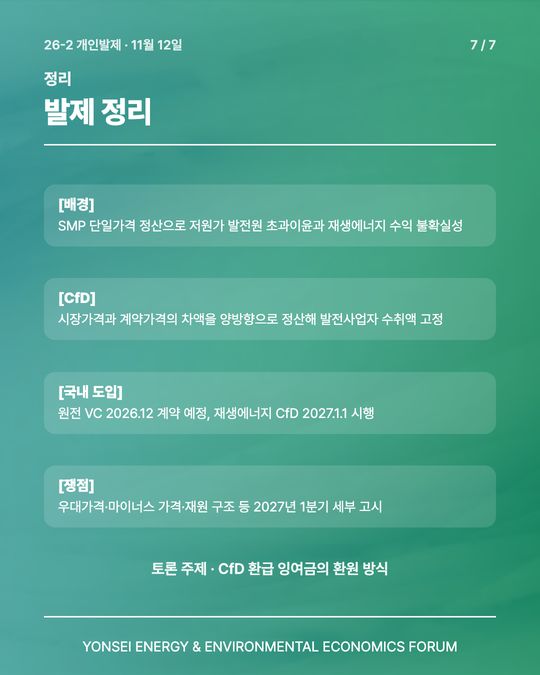 26-2 개인발제 · 11월 12일
7 / 7
정리
발제 정리
[배경]
SMP 단일가격 정산으로 저원가 발전원 초과이윤과 재생에너지 수익 불확실성
[CfD]
시장가격과 계약가격의 차액을 양방향으로 정산해 발전사업자 수취액 고정
[국내 도입]
원전 VC 2026.12 계약 예정, 재생에너지 CfD 2027.1.1 시행
[쟁점]
우대가격·마이너스 가격·재원 구조 등 2027년 1분기 세부 고시
토론 주제 · CfD 환급 잉여금의 환원 방식
YONSEI ENERGY & ENVIRONMENTAL ECONOMICS FORUM